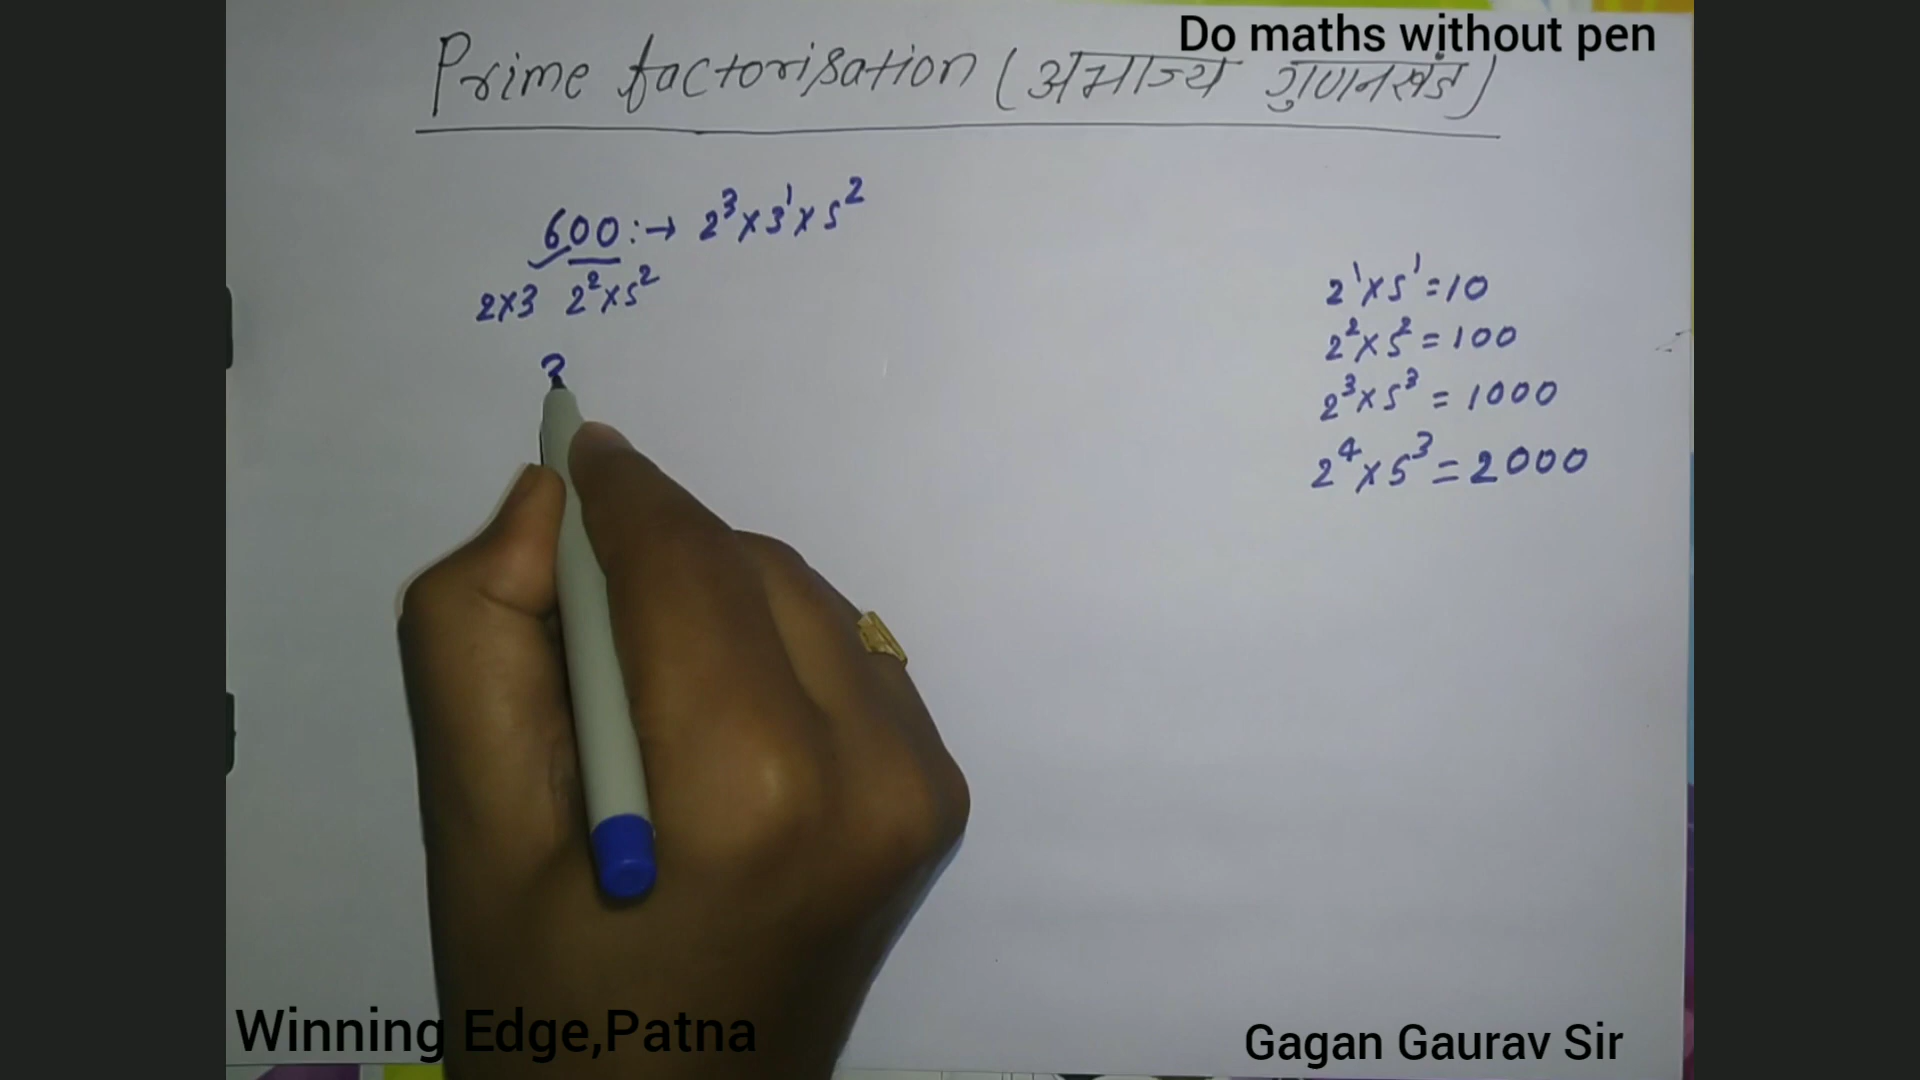 Do maths without pen
Prime factorisation (अभाज्य गुणनखंड)
600 :→ 2³×3¹×5²
2×3 2²×5²
2¹×5¹=10
2²×5²=100
2³×5³=1000
2⁴×5³=2000
Winning Edge,Patna
Gagan Gaurav Sir